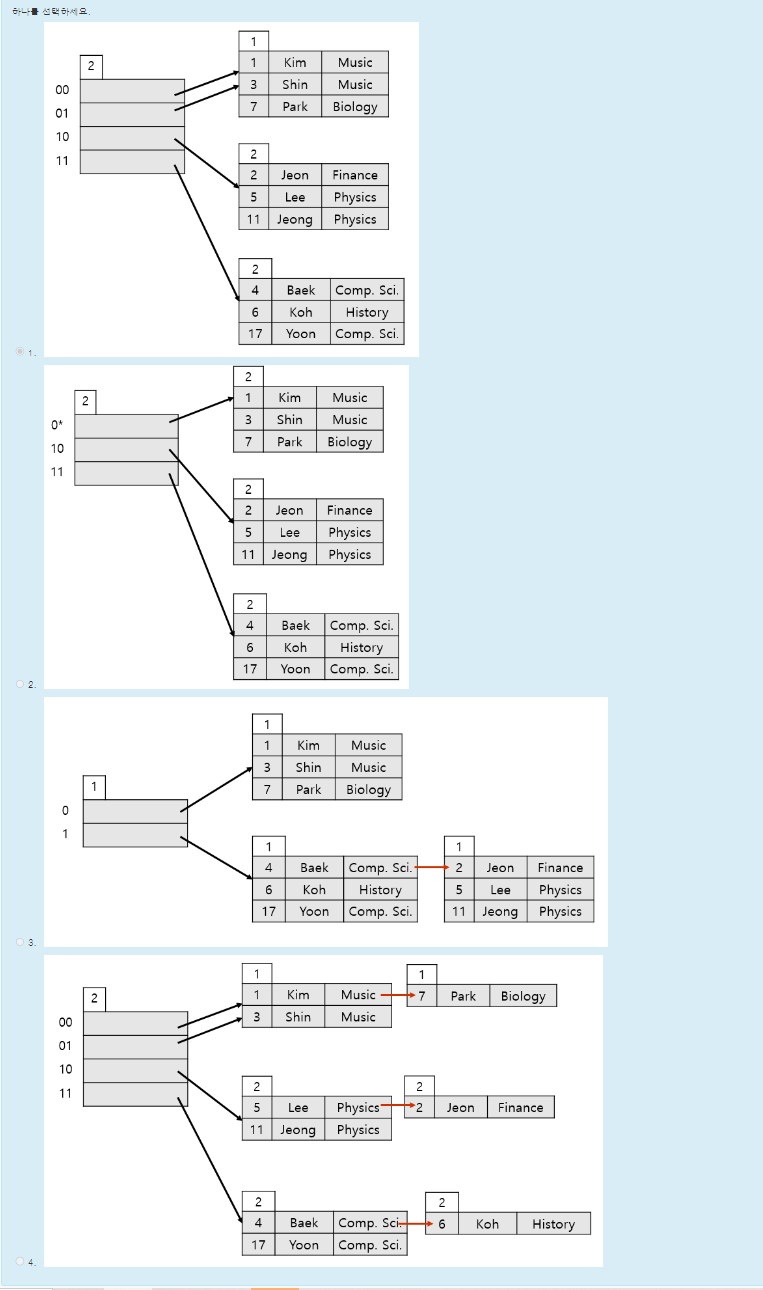 하나를 선택하세요.
1
2
1 Kim Music
00
3 Shin Music
01
7 Park Biology
10
2
11
2 Jeon Finance
5 Lee Physics
11 Jeong Physics
2
4 Baek Comp. Sci.
6 Koh History
17 Yoon Comp. Sci.
1.
2
2
1 Kim Music
0*
3 Shin Music
10
7 Park Biology
11
2
2 Jeon Finance
5 Lee Physics
11 Jeong Physics
2
4 Baek Comp. Sci.
6 Koh History
17 Yoon Comp. Sci.
2.
1
1 Kim Music
3 Shin Music
1
7 Park Biology
0
1
1 1
4 Baek Comp. Sci. 2 Jeon Finance
6 Koh History 5 Lee Physics
17 Yoon Comp. Sci. 11 Jeong Physics
3.
1 1
2
1 Kim Music 7 Park Biology
00
3 Shin Music
01
10
2 2
11
5 Lee Physics 2 Jeon Finance
11 Jeong Physics
2 2
4 Baek Comp. Sci. 6 Koh History
17 Yoon Comp. Sci.
4.